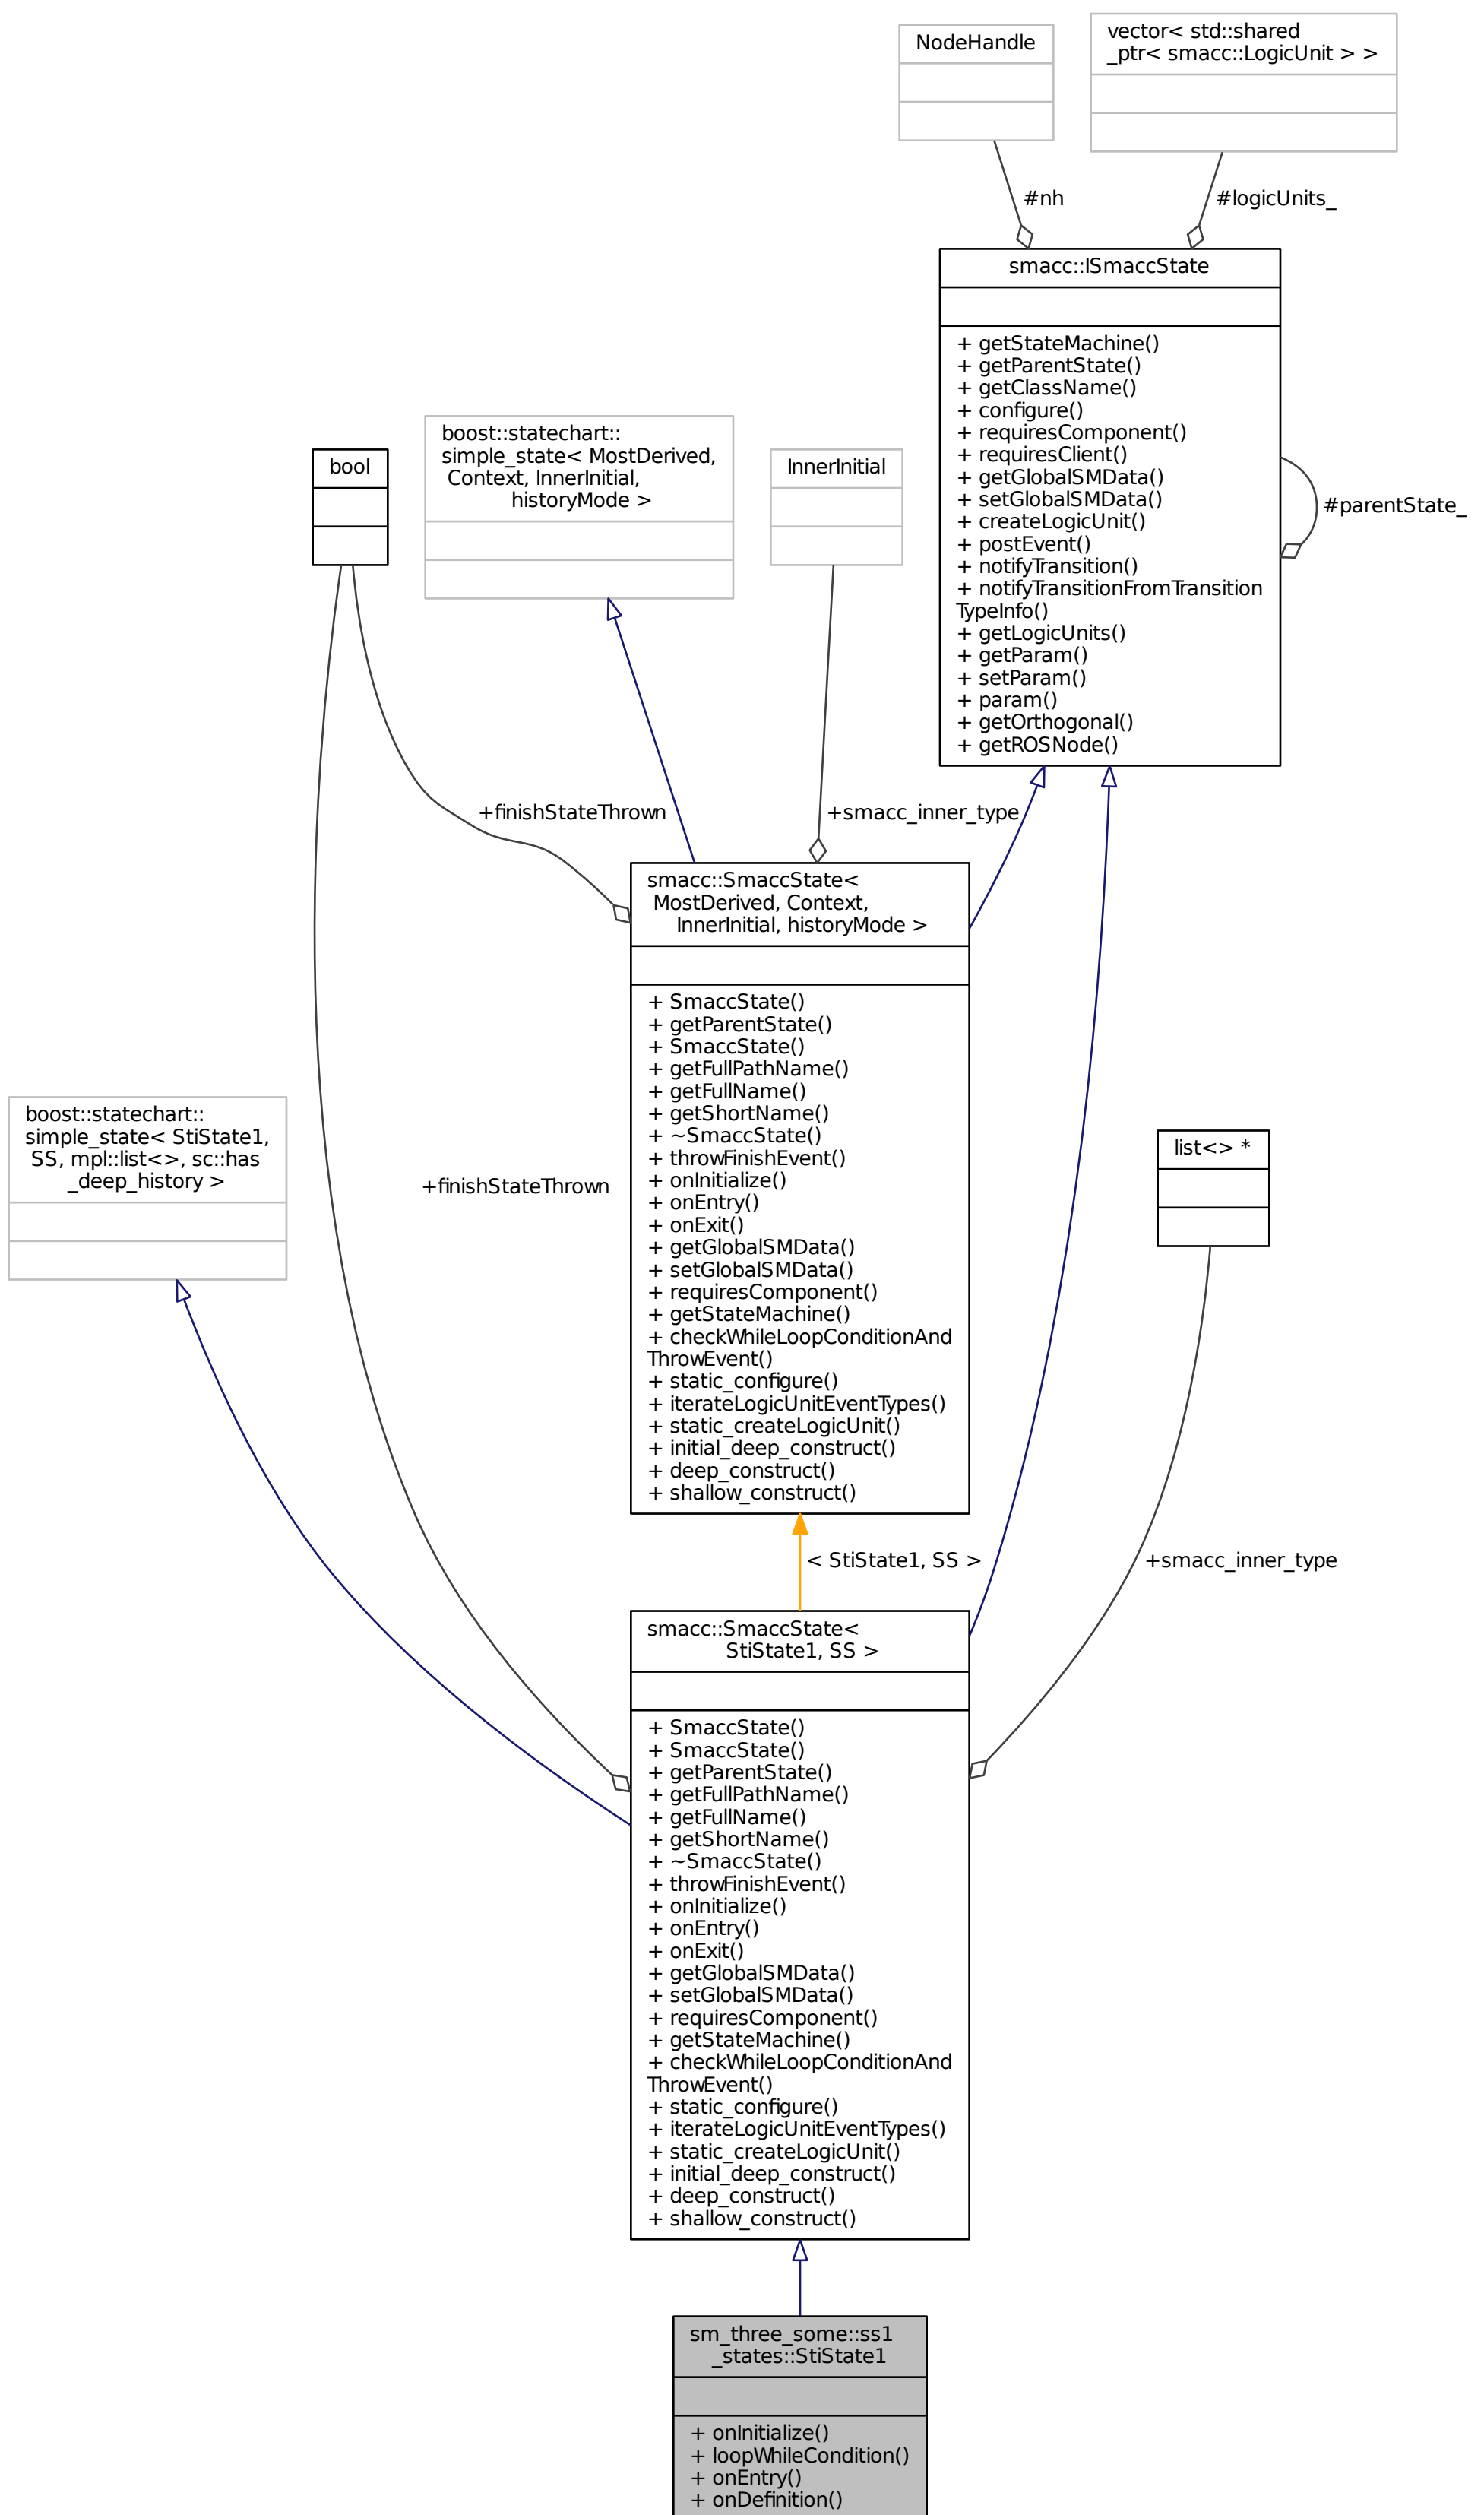 NodeHandle
vector< std::shared
_ptr< smacc::LogicUnit > >
#nh
#logicUnits_
smacc::ISmaccState
+ getStateMachine()
+ getParentState()
+ getClassName()
+ configure()
+ requiresComponent()
+ requiresClient()
+ getGlobalSMData()
+ setGlobalSMData()
+ createLogicUnit()
+ postEvent()
+ notifyTransition()
+ notifyTransitionFromTransition
TypeInfo()
+ getLogicUnits()
+ getParam()
+ setParam()
+ param()
+ getOrthogonal()
+ getROSNode()
#parentState_
bool
boost::statechart::
simple_state< MostDerived,
Context, InnerInitial,
historyMode >
InnerInitial
+finishStateThrown
+smacc_inner_type
smacc::SmaccState<
MostDerived, Context,
InnerInitial, historyMode >
+ SmaccState()
+ getParentState()
+ SmaccState()
+ getFullPathName()
+ getFullName()
+ getShortName()
+ ~SmaccState()
+ throwFinishEvent()
+ onInitialize()
+ onEntry()
+ onExit()
+ getGlobalSMData()
+ setGlobalSMData()
+ requiresComponent()
+ getStateMachine()
+ checkWhileLoopConditionAnd
ThrowEvent()
+ static_configure()
+ iterateLogicUnitEventTypes()
+ static_createLogicUnit()
+ initial_deep_construct()
+ deep_construct()
+ shallow_construct()
boost::statechart::
simple_state< StiState1,
SS, mpl::list<>, sc::has
_deep_history >
+finishStateThrown
list<> *
< StiState1, SS >
+smacc_inner_type
smacc::SmaccState<
StiState1, SS >
+ SmaccState()
+ SmaccState()
+ getParentState()
+ getFullPathName()
+ getFullName()
+ getShortName()
+ ~SmaccState()
+ throwFinishEvent()
+ onInitialize()
+ onEntry()
+ onExit()
+ getGlobalSMData()
+ setGlobalSMData()
+ requiresComponent()
+ getStateMachine()
+ checkWhileLoopConditionAnd
ThrowEvent()
+ static_configure()
+ iterateLogicUnitEventTypes()
+ static_createLogicUnit()
+ initial_deep_construct()
+ deep_construct()
+ shallow_construct()
sm_three_some::ss1
_states::StiState1
+ onInitialize()
+ loopWhileCondition()
+ onEntry()
+ onDefinition()